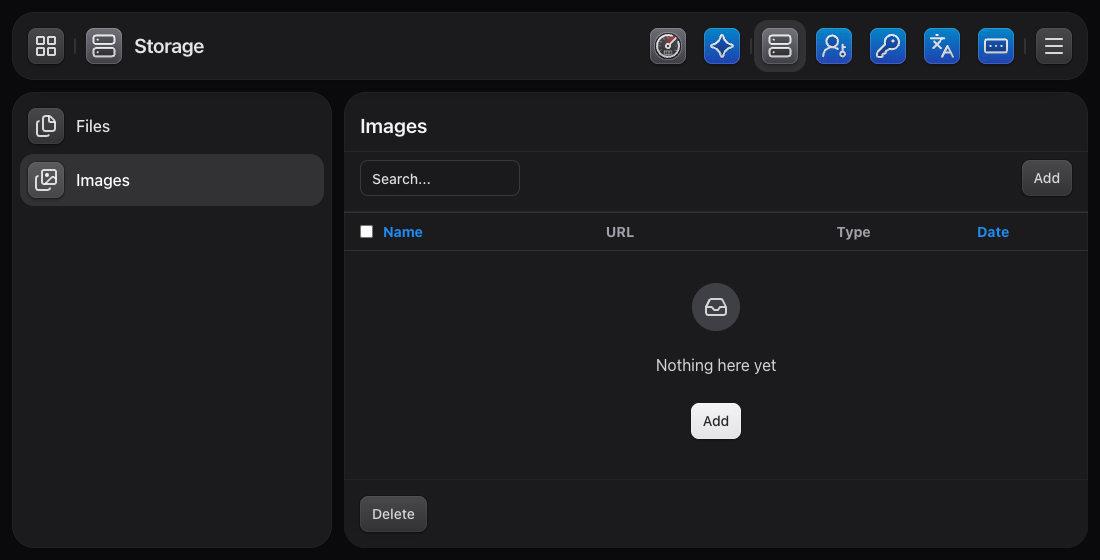 Storage
Files
Images
Images
Search...
Add
Name URL Type Date
Nothing here yet
Add
Delete